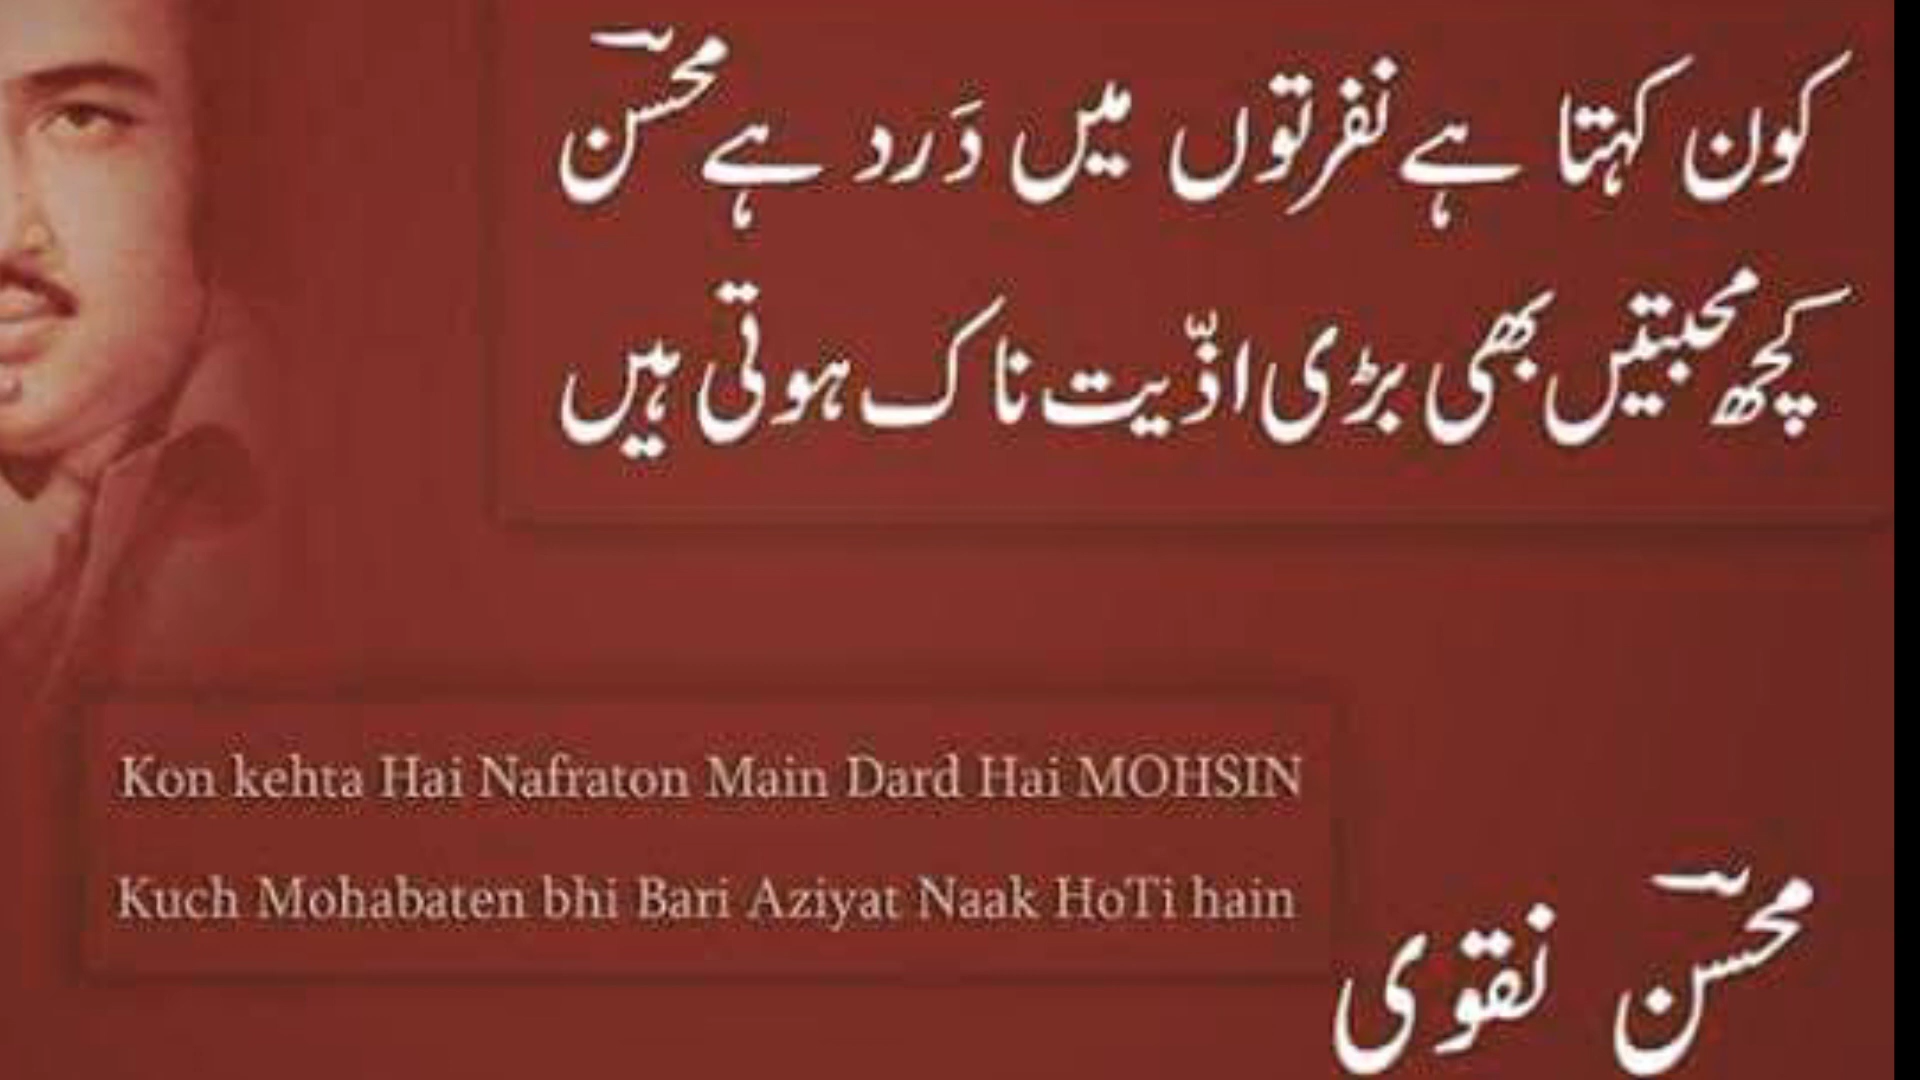 کون کہتا ہے نفرتوں میں دَرد ہے محسنؔ
کچھ محبتیں بھی بڑی اذّیت ناک ہوتی ہیں
Kon kehta Hai Nafraton Main Dard Hai MOHSIN
Kuch Mohabaten bhi Bari Aziyat Naak HoTi hain
محسنؔ نقوی